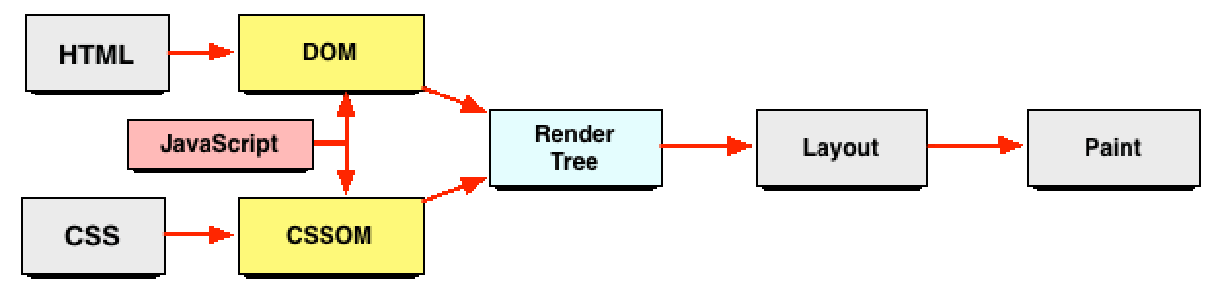 HTML
DOM
JavaScript
CSS
CSSOM
Render
Tree
Layout
Paint